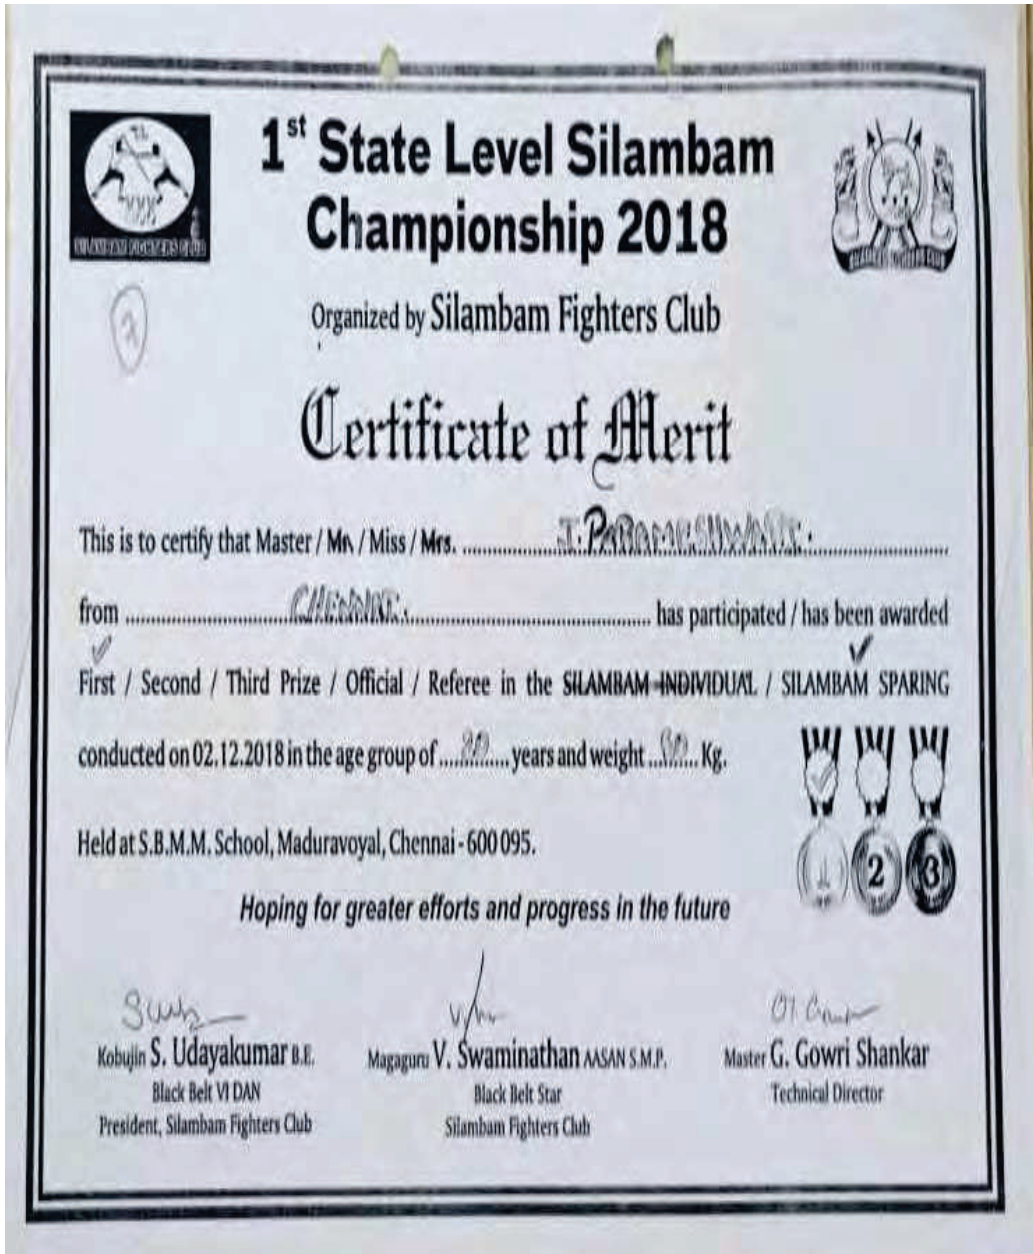 1st State Level Silambam
Championship 2018
SILAMBAM FIGHTERS CLUB
Organized by Silambam Fighters Club
Certificate of Merit
This is to certify that Master / Mr. / Miss / Mrs. I. PARAMESHWARI.
from CHENNAI. has participated / has been awarded
First / Second / Third Prize / Official / Referee in the SILAMBAM INDIVIDUAL / SILAMBAM SPARING
conducted on 02.12.2018 in the age group of years and weight Kg.
Held at S.B.M.M. School, Maduravoyal, Chennai - 600 095.
1 2 3
Hoping for greater efforts and progress in the future
Kobujin S. Udayakumar B.E. Magaguru V. Swaminathan AASAN S.M.P. Master G. Gowri Shankar
Black Belt VI DAN Black Belt Star Technical Director
President, Silambam Fighters Club Silambam Fighters Club